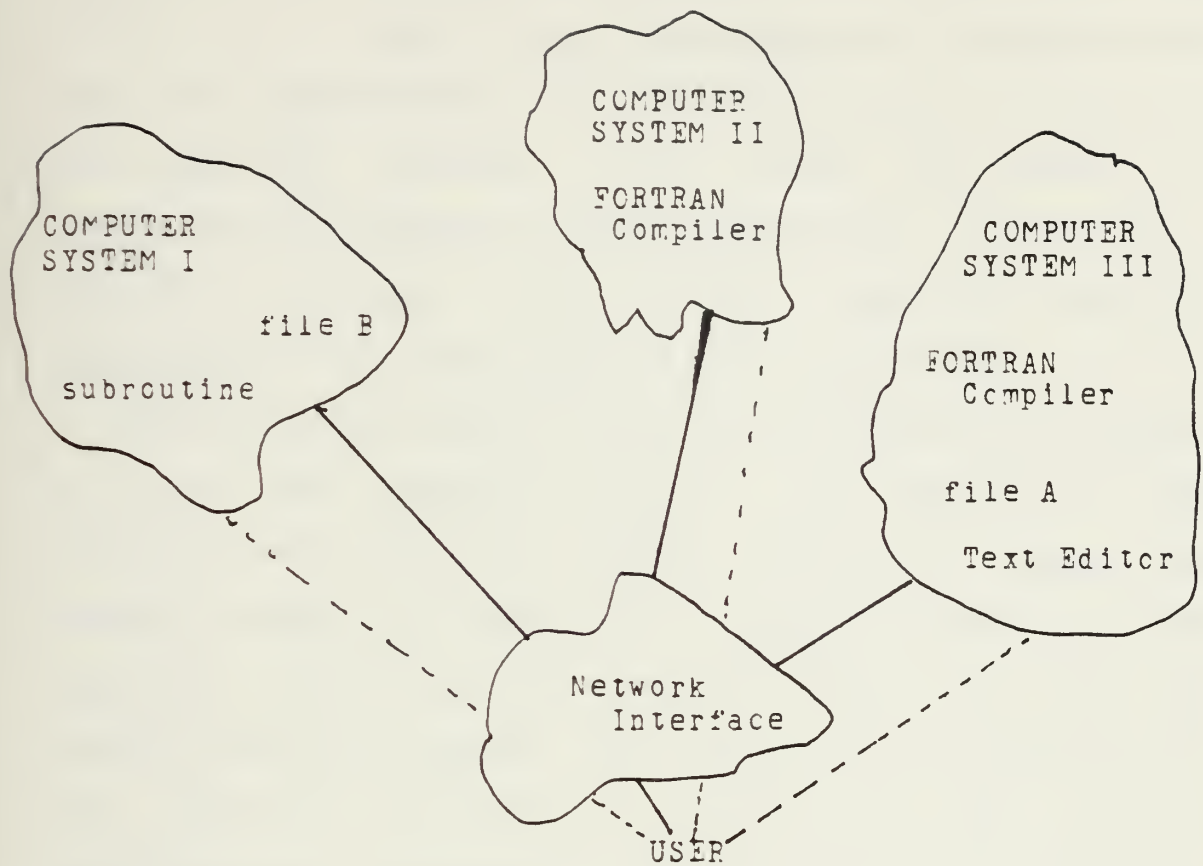 COMPUTER
SYSTEM I
file B
subroutine
COMPUTER
SYSTEM II
FORTRAN
Compiler
COMPUTER
SYSTEM III
FORTRAN
Compiler
file A
Text Editor
Network
Interface
USER